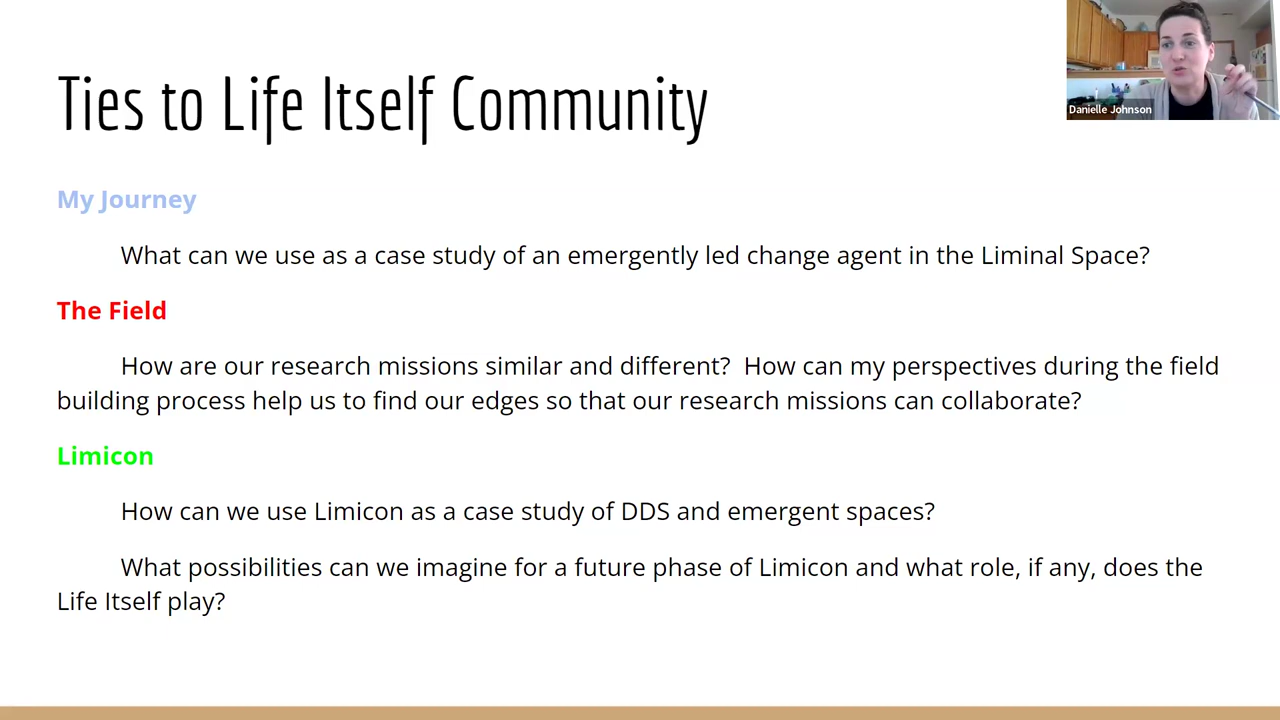 Ties to Life Itself Community
Danielle Johnson
My Journey
What can we use as a case study of an emergently led change agent in the Liminal Space?
The Field
How are our research missions similar and different?  How can my perspectives during the field
building process help us to find our edges so that our research missions can collaborate?
Limicon
How can we use Limicon as a case study of DDS and emergent spaces?
What possibilities can we imagine for a future phase of Limicon and what role, if any, does the
Life Itself play?